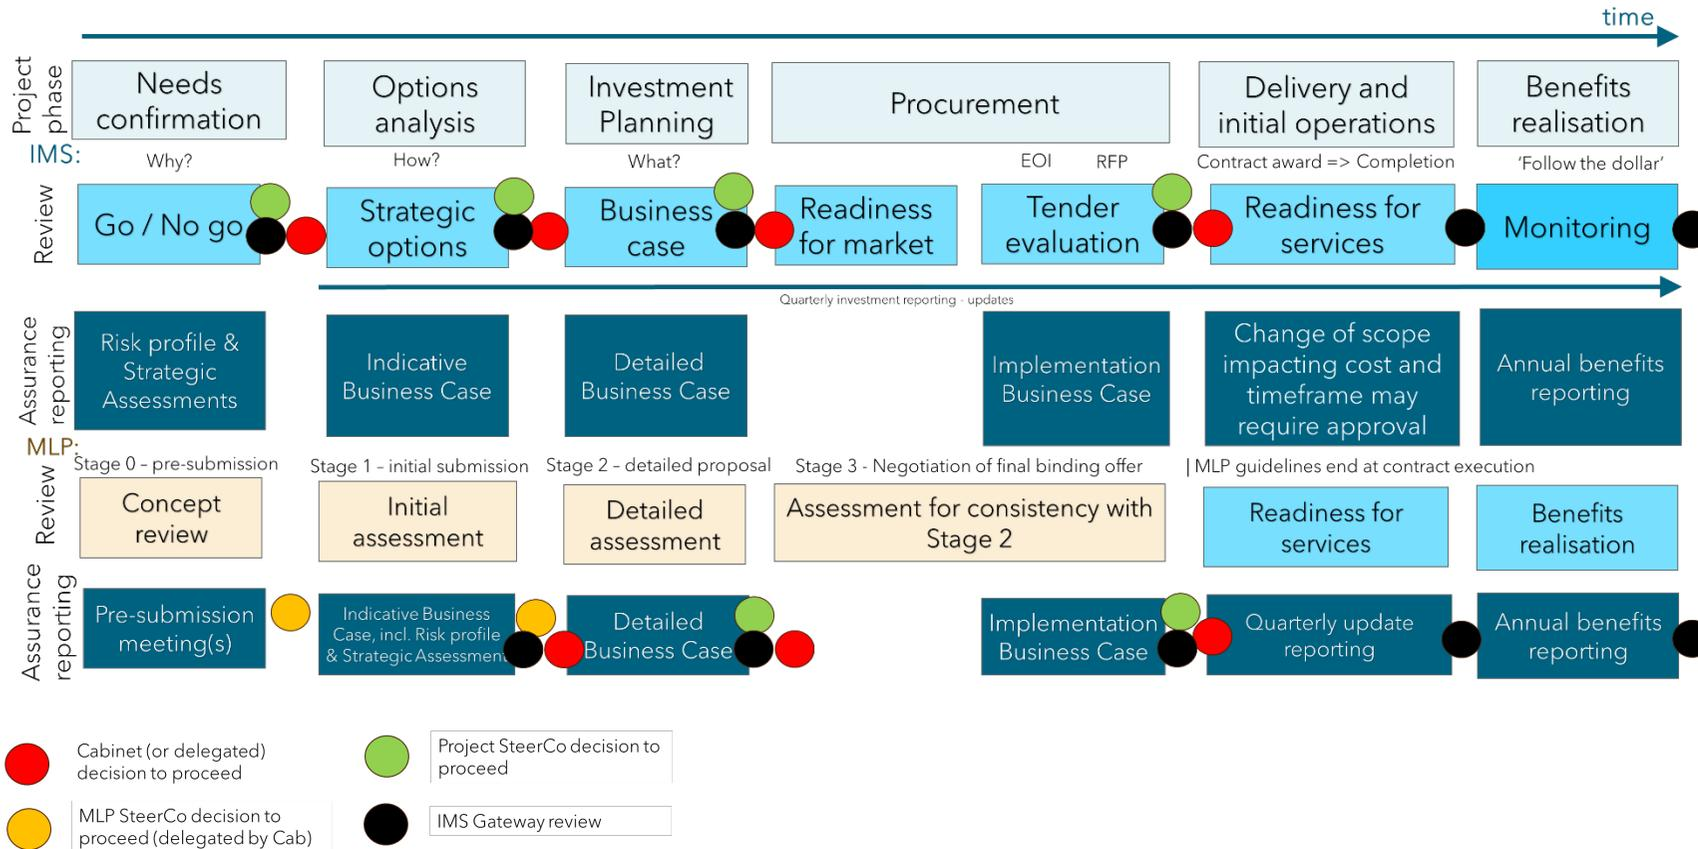 time
Project
phase
Needs
confirmation
Options
analysis
Investment
Planning
Procurement
Delivery and
initial operations
Benefits
realisation
IMS:
Why?
How?
What?
EOI
RFP
Contract award => Completion
‘Follow the dollar’
Review
Go / No go
Strategic
options
Business
case
Readiness
for market
Tender
evaluation
Readiness for
services
Monitoring
Quarterly investment reporting - updates
Assurance
reporting
Risk profile &
Strategic
Assessments
Indicative
Business Case
Detailed
Business Case
Implementation
Business Case
Change of scope
impacting cost and
timeframe may
require approval
Annual benefits
reporting
MLP:
Stage 0 – pre-submission
Stage 1 – initial submission
Stage 2 – detailed proposal
Stage 3 - Negotiation of final binding offer
| MLP guidelines end at contract execution
Review
Concept
review
Initial
assessment
Detailed
assessment
Assessment for consistency with
Stage 2
Readiness for
services
Benefits
realisation
Assurance
reporting
Pre-submission
meeting(s)
Indicative Business
Case, incl. Risk profile
& Strategic Assessment
Detailed
Business Case
Implementation
Business Case
Quarterly update
reporting
Annual benefits
reporting
Cabinet (or delegated)
decision to proceed
Project SteerCo decision to
proceed
MLP SteerCo decision to
proceed (delegated by Cab)
IMS Gateway review